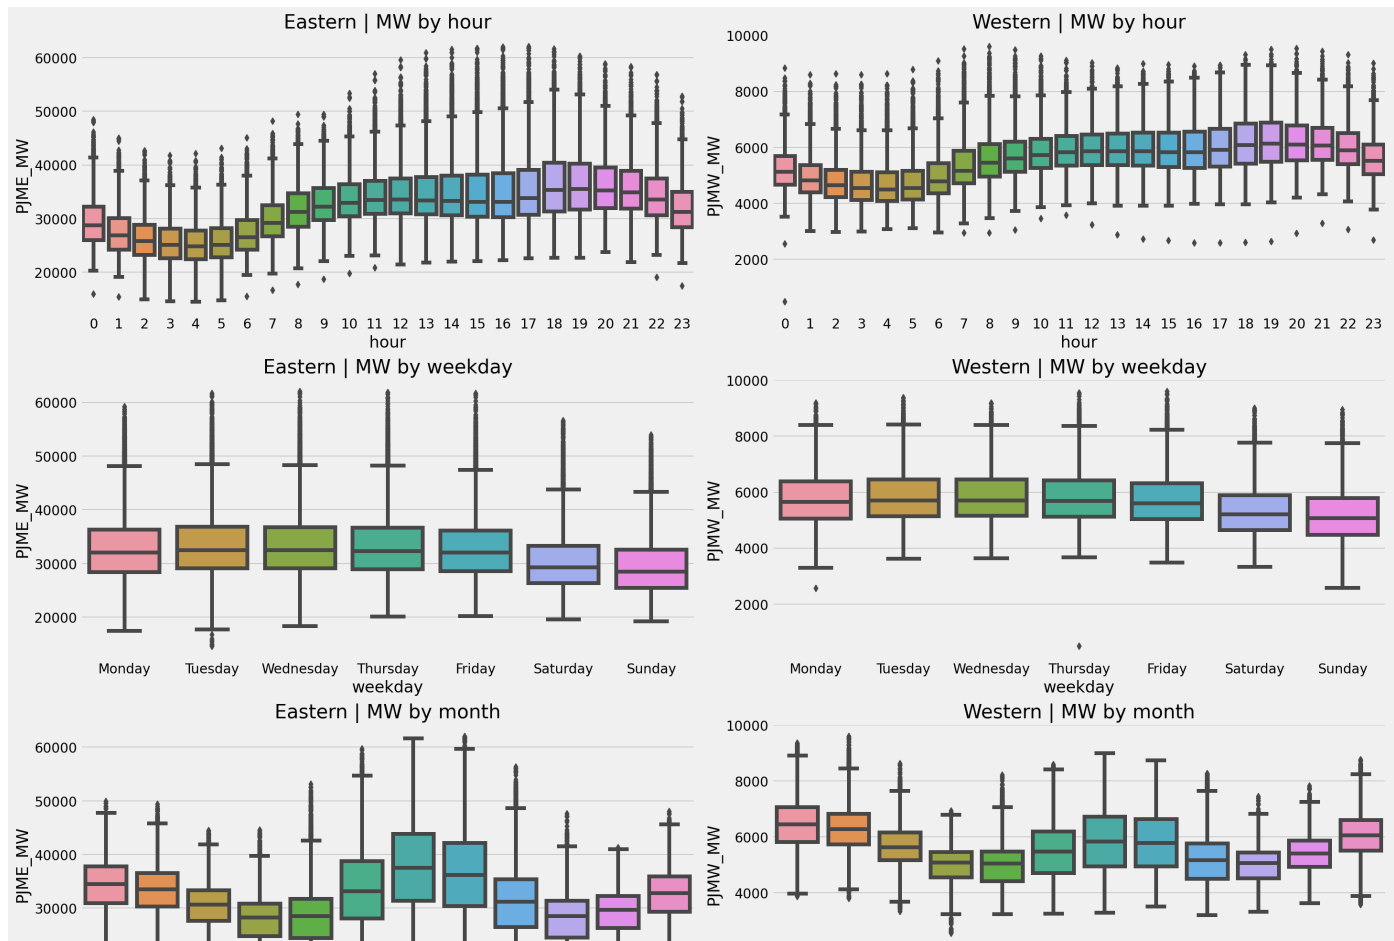 Eastern | MW by hour
PJME_MW
60000
50000
40000
30000
20000
0 1 2 3 4 5 6 7 8 9 10 11 12 13 14 15 16 17 18 19 20 21 22 23
hour
Western | MW by hour
PJMW_MW
10000
8000
6000
4000
2000
0 1 2 3 4 5 6 7 8 9 10 11 12 13 14 15 16 17 18 19 20 21 22 23
hour
Eastern | MW by weekday
PJME_MW
60000
50000
40000
30000
20000
Monday Tuesday Wednesday Thursday Friday Saturday Sunday
weekday
Western | MW by weekday
PJMW_MW
10000
8000
6000
4000
2000
Monday Tuesday Wednesday Thursday Friday Saturday Sunday
weekday
Eastern | MW by month
PJME_MW
60000
50000
40000
30000
Western | MW by month
PJMW_MW
10000
8000
6000
4000